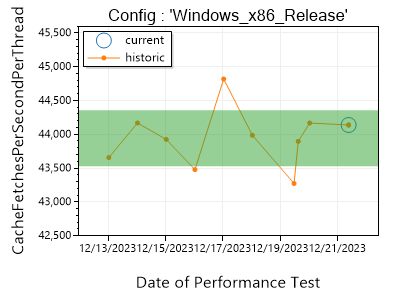 Config : 'Windows_x86_Release'
CacheFetchesPerSecondPerThread
current
historic
45,500
45,000
44,500
44,000
43,500
43,000
42,500
12/13/2023
12/15/2023
12/17/2023
12/19/2023
12/21/2023
Date of Performance Test